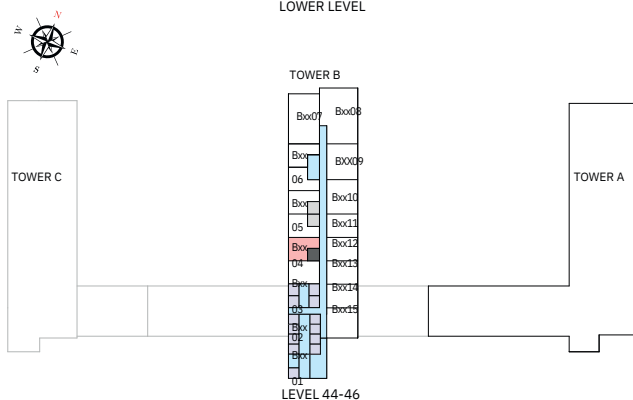 LOWER LEVEL
N
W
E
S
TOWER B
Bxx07
Bxx08
Bxx
06
BXX09
TOWER C
TOWER A
Bxx
05
Bxx10
Bxx11
Bxx
04
Bxx12
Bxx13
Bxx
03
Bxx14
Bxx15
Bxx
02
Bxx
01
LEVEL 44-46